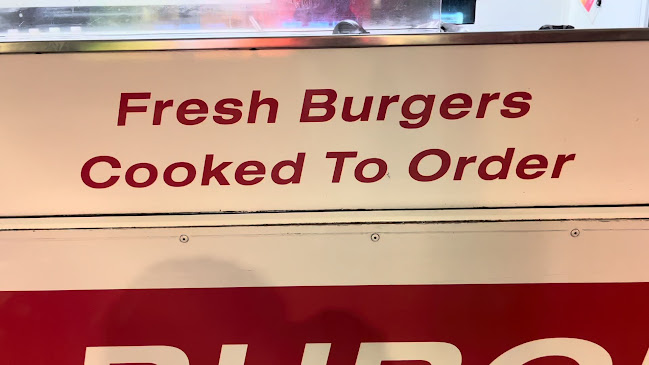 Fresh Burgers
Cooked To Order